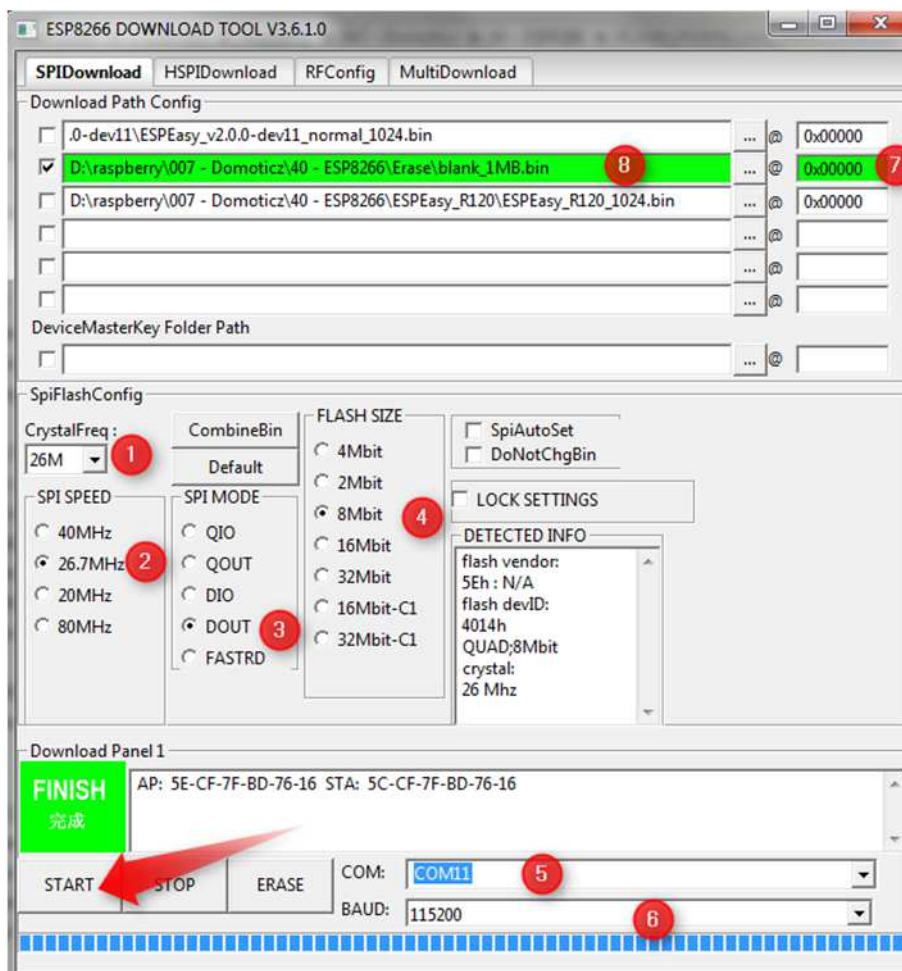 ESP8266 DOWNLOAD TOOL V3.6.1.0
SPIDownload HSPIDownload RFConfig MultiDownload
Download Path Config
.0-dev11\ESPEasy_v2.0.0-dev11_normal_1024.bin ... @ 0x00000
D:\raspberry\007 - Domoticz\40 - ESP8266\Erase\blank_1MB.bin 8 ... @ 0x00000 7
D:\raspberry\007 - Domoticz\40 - ESP8266\ESPEasy_R120\ESPEasy_R120_1024.bin ... @ 0x00000
... @
... @
... @
DeviceMasterKey Folder Path
... @
SpiFlashConfig
CrystalFreq :
26M 1
CombineBin
Default
SPI SPEED
40MHz
26.7MHz 2
20MHz
80MHz
SPI MODE
QIO
QOUT
DIO
DOUT 3
FASTRD
FLASH SIZE
4Mbit
2Mbit
8Mbit 4
16Mbit
32Mbit
16Mbit-C1
32Mbit-C1
SpiAutoSet
DoNotChgBin
LOCK SETTINGS
DETECTED INFO
flash vendor:
5Eh : N/A
flash devID:
4014h
QUAD;8Mbit
crystal:
26 Mhz
Download Panel 1
FINISH
完成
AP: 5E-CF-7F-BD-76-16 STA: 5C-CF-7F-BD-76-16
START STOP ERASE
COM: COM11 5
BAUD: 115200 6